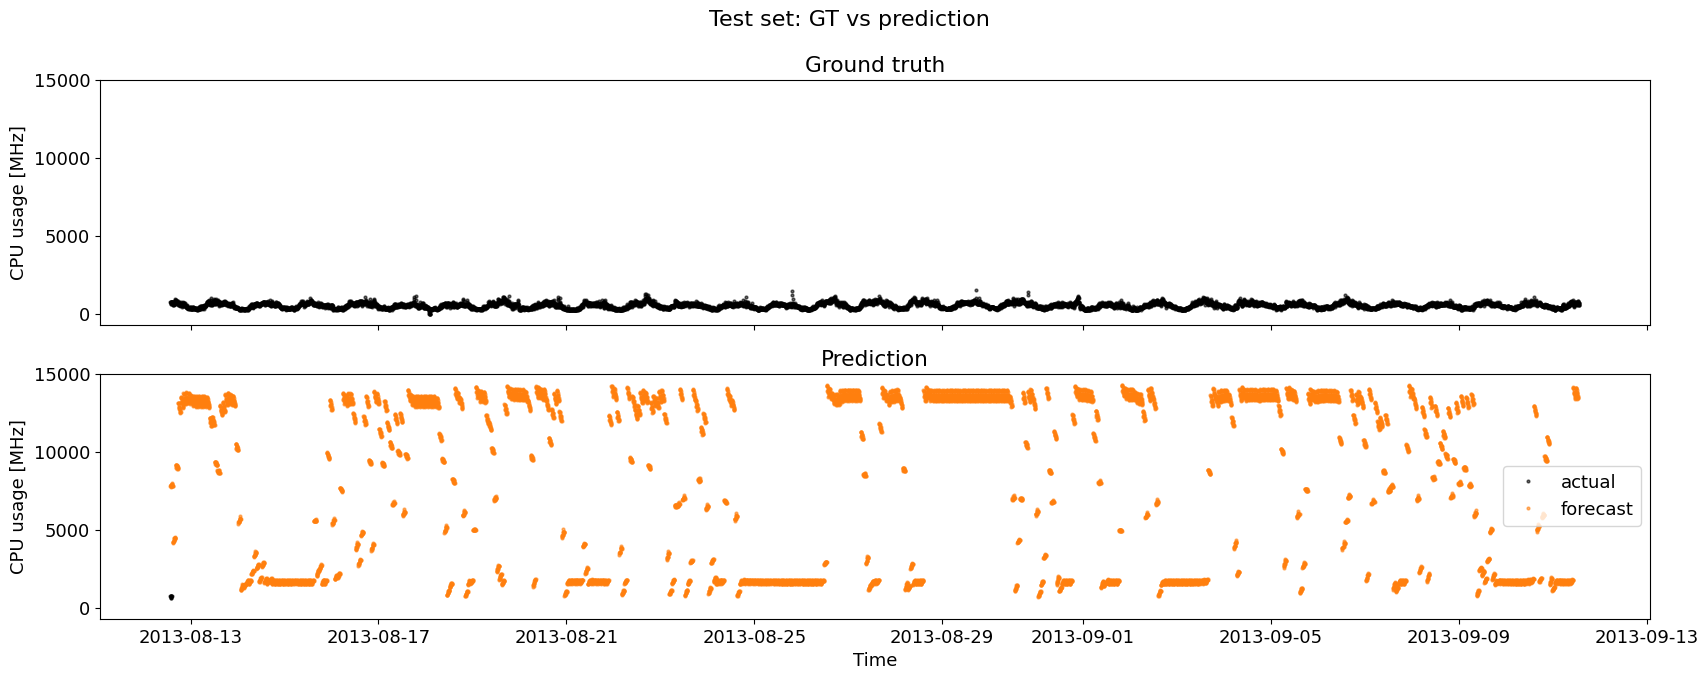 Test set: GT vs prediction
Ground truth
15000
10000
5000
0
CPU usage [MHz]
Prediction
15000
10000
5000
0
CPU usage [MHz]
actual
forecast
2013-08-13 2013-08-17 2013-08-21 2013-08-25 2013-08-29 2013-09-01 2013-09-05 2013-09-09 2013-09-13
Time